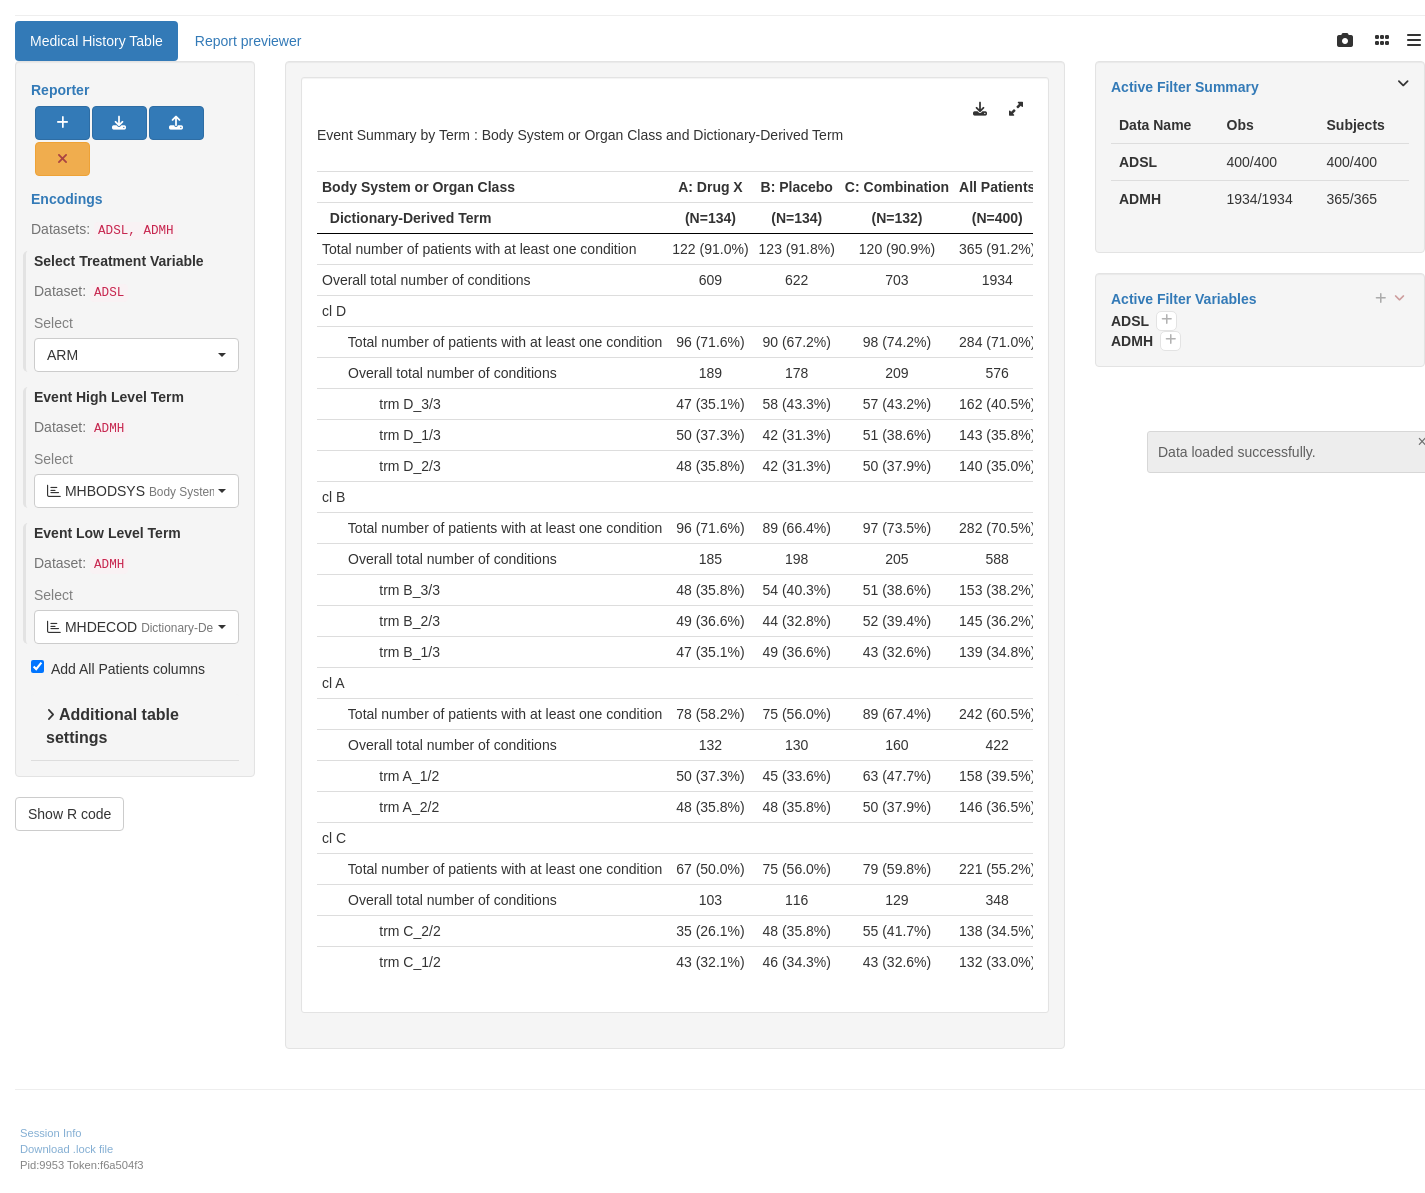 Medical History Table
Report previewer
Reporter
Encodings
Datasets: ADSL, ADMH
Select Treatment Variable
Dataset: ADSL
Select
ARM
Event High Level Term
Dataset: ADMH
Select
MHBODSYS Body System
Event Low Level Term
Dataset: ADMH
Select
MHDECOD Dictionary-De
Add All Patients columns
Additional table
settings
Show R code
Event Summary by Term : Body System or Organ Class and Dictionary-Derived Term
Body System or Organ Class A: Drug X B: Placebo C: Combination All Patients
Dictionary-Derived Term (N=134) (N=134) (N=132) (N=400)
Total number of patients with at least one condition 122 (91.0%) 123 (91.8%) 120 (90.9%) 365 (91.2%)
Overall total number of conditions 609 622 703 1934
cl D
Total number of patients with at least one condition 96 (71.6%) 90 (67.2%) 98 (74.2%) 284 (71.0%)
Overall total number of conditions 189 178 209 576
trm D_3/3 47 (35.1%) 58 (43.3%) 57 (43.2%) 162 (40.5%)
trm D_1/3 50 (37.3%) 42 (31.3%) 51 (38.6%) 143 (35.8%)
trm D_2/3 48 (35.8%) 42 (31.3%) 50 (37.9%) 140 (35.0%)
cl B
Total number of patients with at least one condition 96 (71.6%) 89 (66.4%) 97 (73.5%) 282 (70.5%)
Overall total number of conditions 185 198 205 588
trm B_3/3 48 (35.8%) 54 (40.3%) 51 (38.6%) 153 (38.2%)
trm B_2/3 49 (36.6%) 44 (32.8%) 52 (39.4%) 145 (36.2%)
trm B_1/3 47 (35.1%) 49 (36.6%) 43 (32.6%) 139 (34.8%)
cl A
Total number of patients with at least one condition 78 (58.2%) 75 (56.0%) 89 (67.4%) 242 (60.5%)
Overall total number of conditions 132 130 160 422
trm A_1/2 50 (37.3%) 45 (33.6%) 63 (47.7%) 158 (39.5%)
trm A_2/2 48 (35.8%) 48 (35.8%) 50 (37.9%) 146 (36.5%)
cl C
Total number of patients with at least one condition 67 (50.0%) 75 (56.0%) 79 (59.8%) 221 (55.2%)
Overall total number of conditions 103 116 129 348
trm C_2/2 35 (26.1%) 48 (35.8%) 55 (41.7%) 138 (34.5%)
trm C_1/2 43 (32.1%) 46 (34.3%) 43 (32.6%) 132 (33.0%)
Active Filter Summary
Data Name Obs Subjects
ADSL 400/400 400/400
ADMH 1934/1934 365/365
Active Filter Variables
ADSL
ADMH
Data loaded successfully.
Session Info
Download .lock file
Pid:9953 Token:f6a504f3